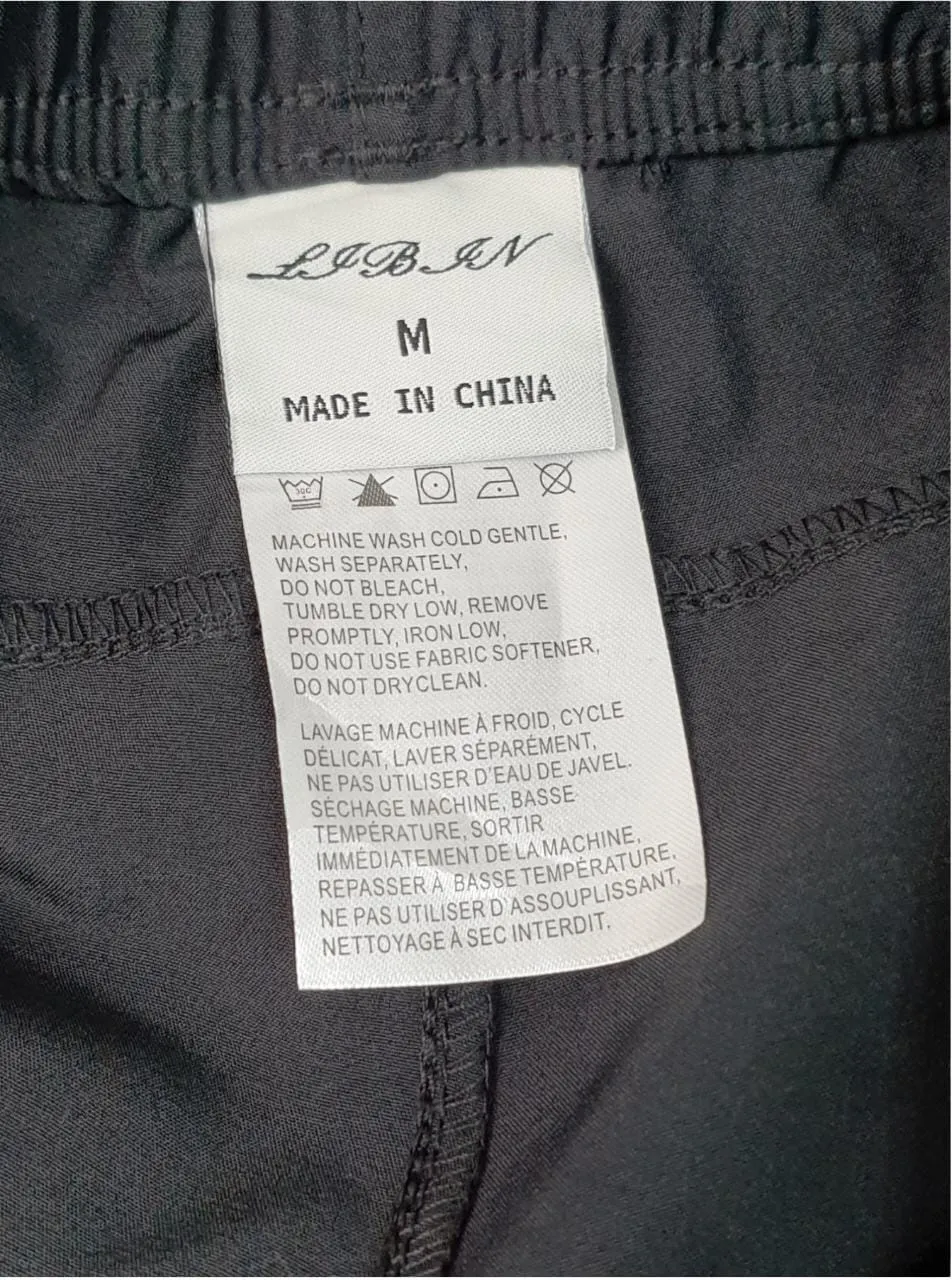 LIBIN
M
MADE IN CHINA
30C
MACHINE WASH COLD GENTLE,
WASH SEPARATELY,
DO NOT BLEACH,
TUMBLE DRY LOW, REMOVE
PROMPTLY, IRON LOW,
DO NOT USE FABRIC SOFTENER,
DO NOT DRYCLEAN.
LAVAGE MACHINE À FROID, CYCLE
DÉLICAT, LAVER SÉPARÉMENT,
NE PAS UTILISER D'EAU DE JAVEL.
SÉCHAGE MACHINE, BASSE
TEMPÉRATURE, SORTIR
IMMÉDIATEMENT DE LA MACHINE,
REPASSER À BASSE TEMPÉRATURE,
NE PAS UTILISER D'ASSOUPLISSANT,
NETTOYAGE À SEC INTERDIT.